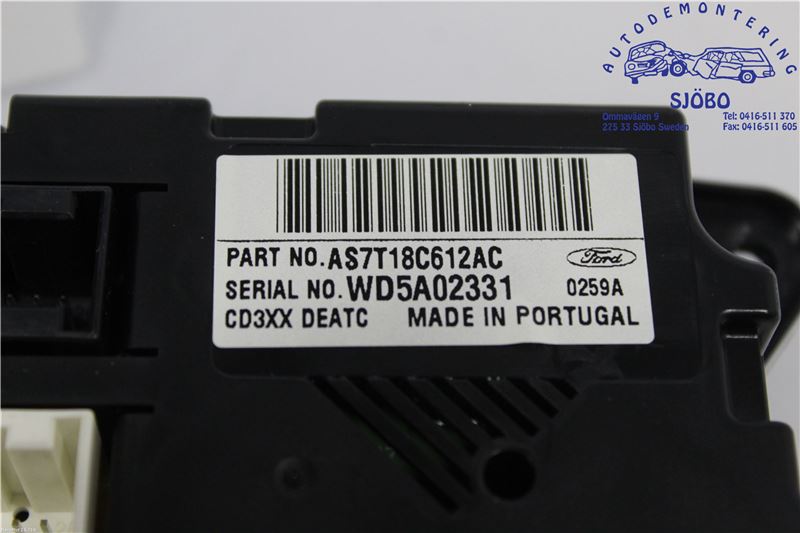 AUTODEMONTERING
SJÖBO
Ommavägen 9
275 33 Sjöbo Sweden
Tel: 0416-511 370
Fax: 0416-511 605
PART NO. AS7T18C612AC
Ford
SERIAL NO. WD5A02331 0259A
CD3XX DEATC MADE IN PORTUGAL